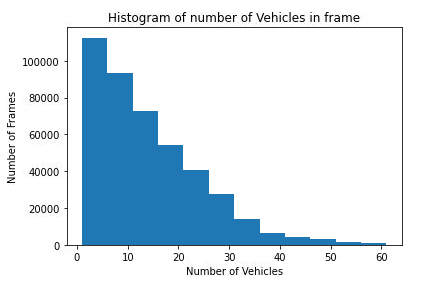 Histogram of number of Vehicles in frame
Number of Frames
100000
80000
60000
40000
20000
0
0 10 20 30 40 50 60
Number of Vehicles